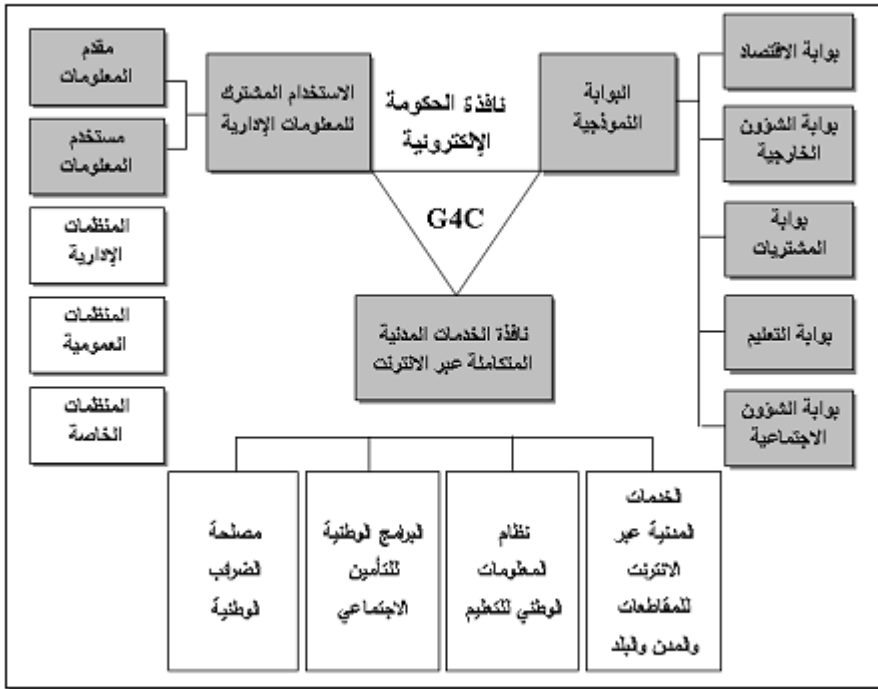 بوابة الاقتصاد
بوابة الشؤون
الخارجية
بوابة
المشتريات
بوابة التعليم
بوابة الشؤون
الاجتماعية
البوابة
النموذجية
نافذة الحكومة
الإلكترونية
G4C
الاستخدام المشترك
للمعلومات الإدارية
مقدم
المعلومات
مستخدم
المعلومات
المنظمات
الإدارية
المنظمات
العمومية
المنظمات
الخاصة
نافذة الخدمات المدنية
المتكاملة عبر الانترنت
الخدمات
المدنية عبر
الانترنت
للمقاطعات
والمدن والبلد
نظام
المعلومات
الوطني للتعليم
البرامج الوطنية
للتأمين
الاجتماعي
مصلحة
الضرائب
الوطنية